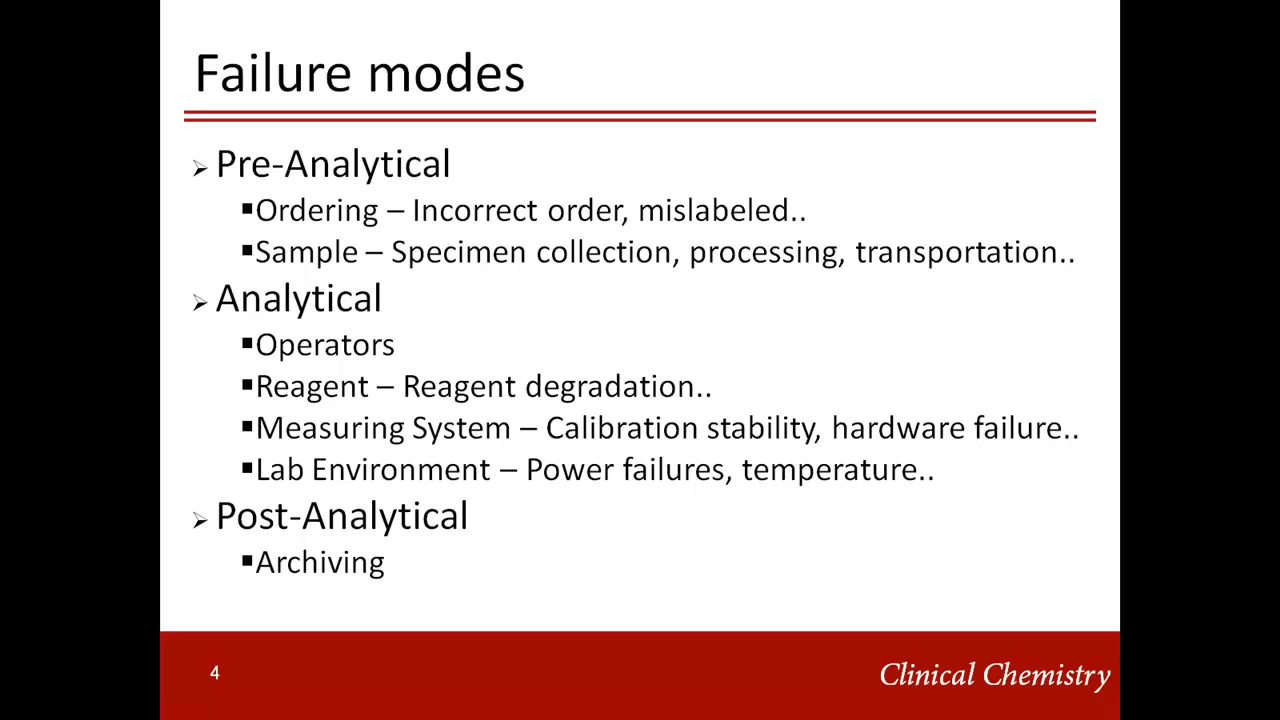 Failure modes
➢ Pre-Analytical
▪Ordering – Incorrect order, mislabeled..
▪Sample – Specimen collection, processing, transportation..
➢ Analytical
▪Operators
▪Reagent – Reagent degradation..
▪Measuring System – Calibration stability, hardware failure..
▪Lab Environment – Power failures, temperature..
➢ Post-Analytical
▪Archiving
4
Clinical Chemistry